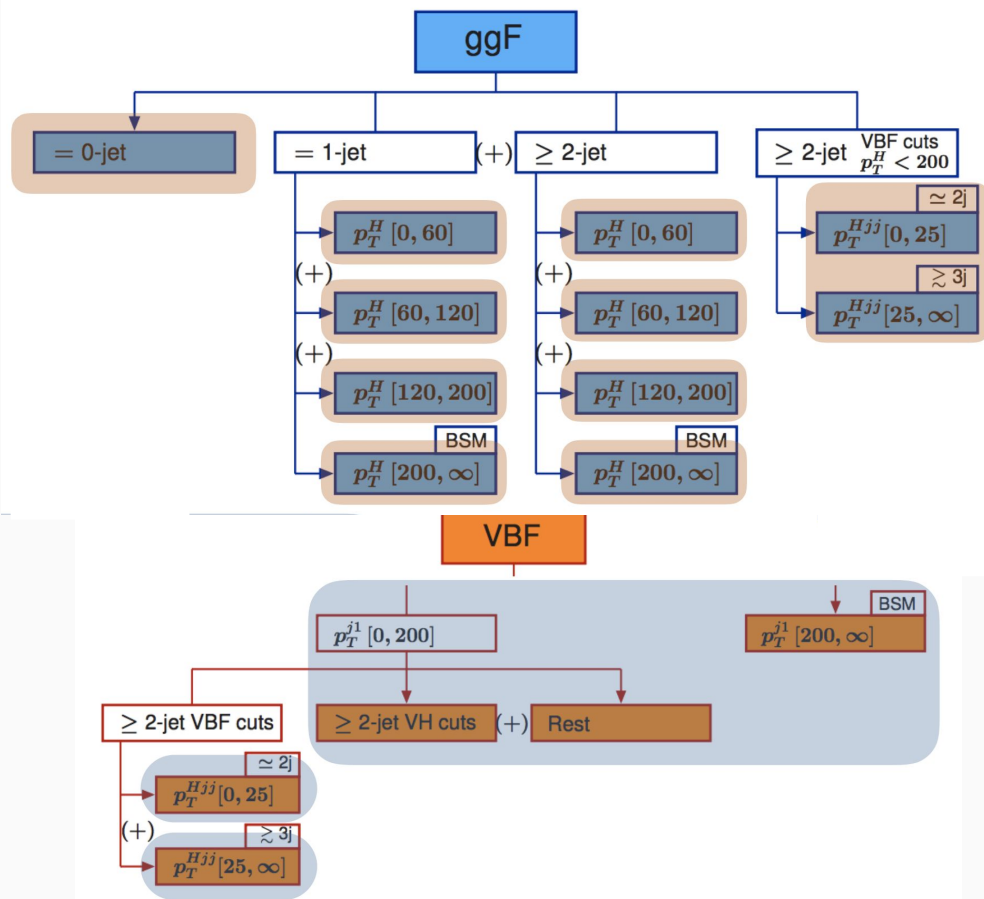 ggF
= 0-jet
= 1-jet
(+)
≥ 2-jet
≥ 2-jet VBF cuts
p_T^H < 200
≃ 2j
p_T^H [0, 60]
p_T^H [0, 60]
p_T^{Hjj} [0, 25]
(+)
(+)
≳ 3j
p_T^H [60, 120]
p_T^H [60, 120]
p_T^{Hjj} [25, ∞]
(+)
(+)
p_T^H [120, 200]
p_T^H [120, 200]
BSM
BSM
p_T^H [200, ∞]
p_T^H [200, ∞]
VBF
BSM
p_T^{j1} [0, 200]
p_T^{j1} [200, ∞]
≥ 2-jet VBF cuts
≥ 2-jet VH cuts
(+)
Rest
≃ 2j
p_T^{Hjj} [0, 25]
(+)
≳ 3j
p_T^{Hjj} [25, ∞]